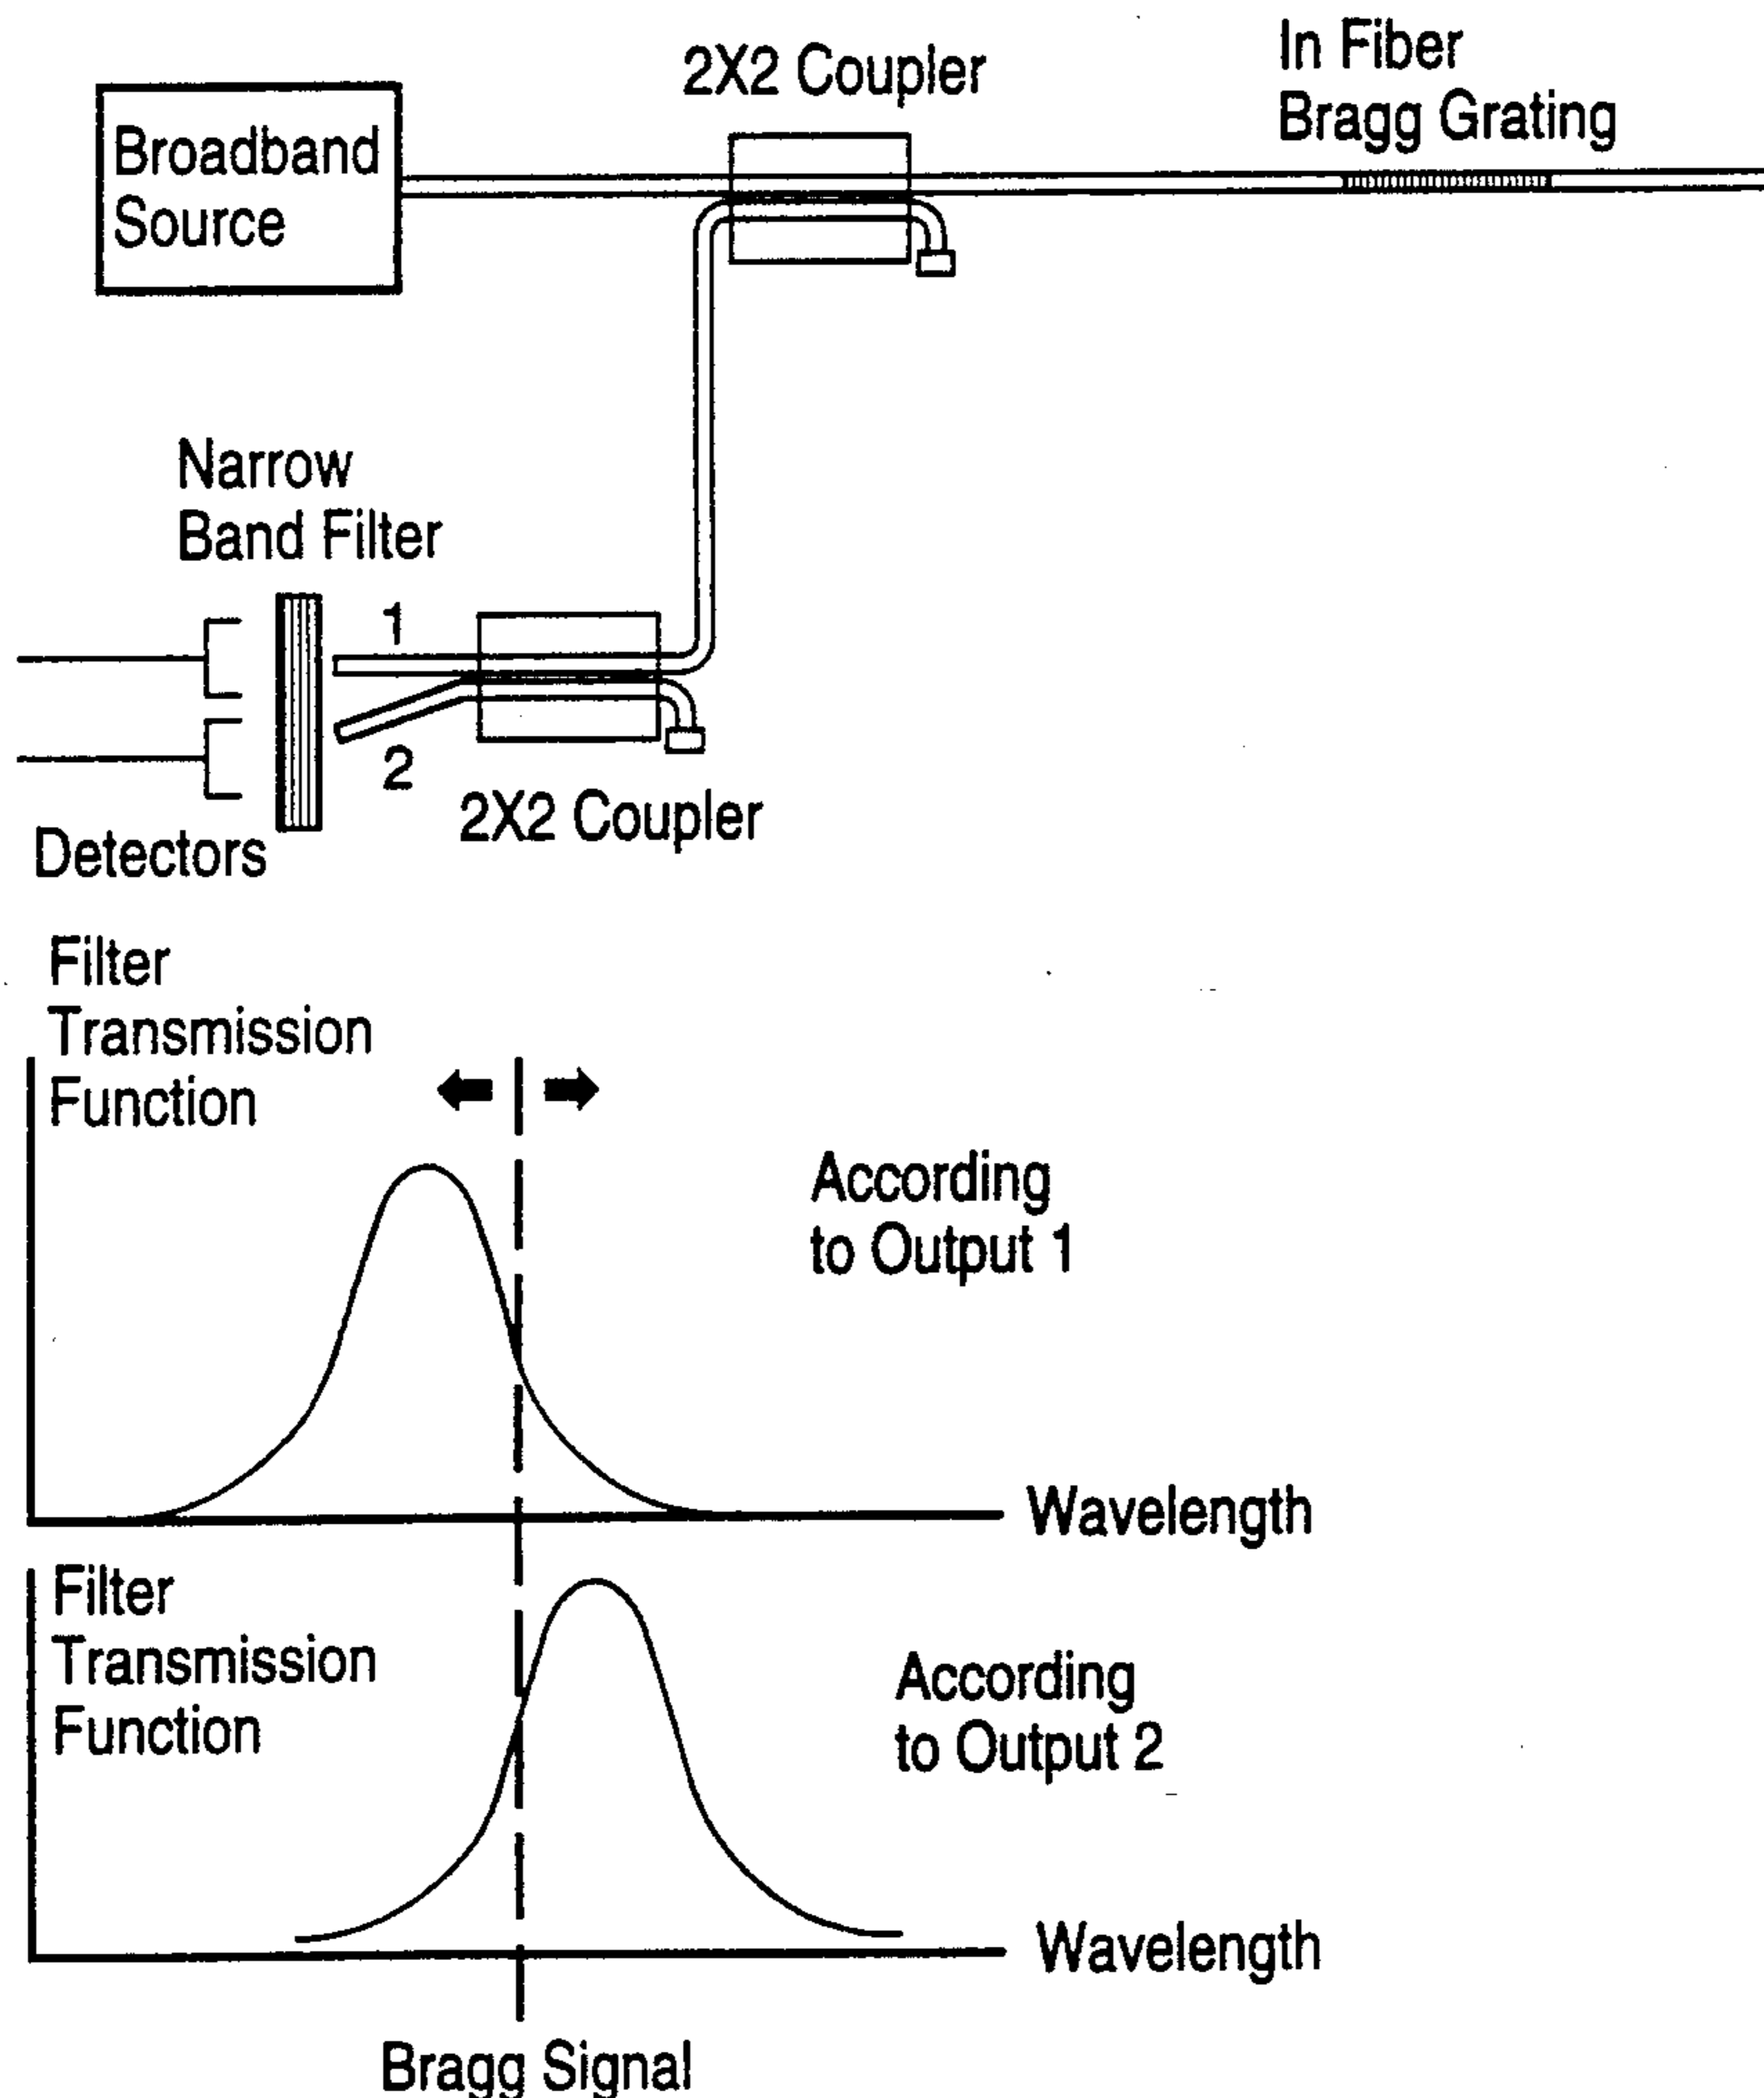 2X2 Coupler
In Fiber
Bragg Grating
Broadband
Source
Narrow
Band Filter
1
2
2X2 Coupler
Detectors
Filter
Transmission
Function
According
to Output 1
Wavelength
Filter
Transmission
Function
According
to Output 2
Wavelength
Bragg Signal